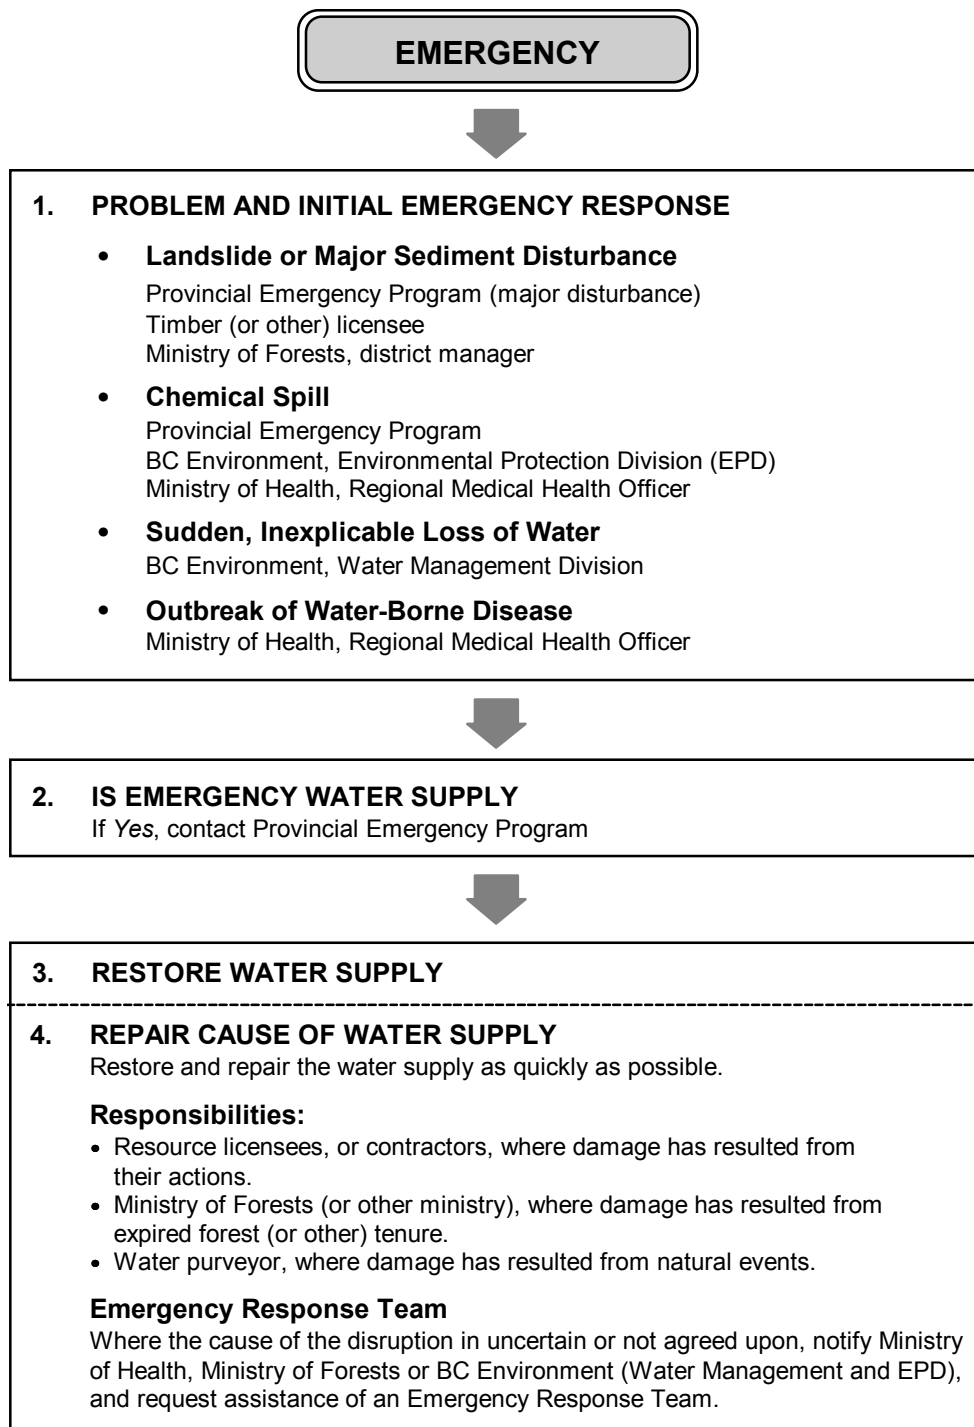 EMERGENCY
1. PROBLEM AND INITIAL EMERGENCY RESPONSE
• Landslide or Major Sediment Disturbance
Provincial Emergency Program (major disturbance)
Timber (or other) licensee
Ministry of Forests, district manager
• Chemical Spill
Provincial Emergency Program
BC Environment, Environmental Protection Division (EPD)
Ministry of Health, Regional Medical Health Officer
• Sudden, Inexplicable Loss of Water
BC Environment, Water Management Division
• Outbreak of Water-Borne Disease
Ministry of Health, Regional Medical Health Officer
2. IS EMERGENCY WATER SUPPLY
If Yes, contact Provincial Emergency Program
3. RESTORE WATER SUPPLY
4. REPAIR CAUSE OF WATER SUPPLY
Restore and repair the water supply as quickly as possible.
Responsibilities:
• Resource licensees, or contractors, where damage has resulted from
their actions.
• Ministry of Forests (or other ministry), where damage has resulted from
expired forest (or other) tenure.
• Water purveyor, where damage has resulted from natural events.
Emergency Response Team
Where the cause of the disruption in uncertain or not agreed upon, notify Ministry
of Health, Ministry of Forests or BC Environment (Water Management and EPD),
and request assistance of an Emergency Response Team.